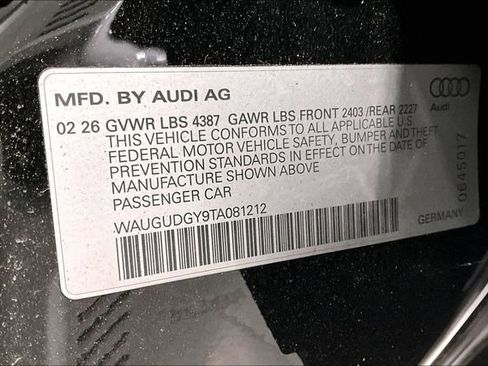 MFD. BY AUDI AG
02 26 GVWR LBS 4387 GAWR LBS FRONT 2403 / REAR 2227
THIS VEHICLE CONFORMS TO ALL APPLICABLE U.S.
FEDERAL MOTOR VEHICLE SAFETY, BUMPER AND THEFT
PREVENTION STANDARDS IN EFFECT ON THE DATE OF
MANUFACTURE SHOWN ABOVE
PASSENGER CAR
WAUGUDGY9TA081212
Audi
0645017
GERMANY